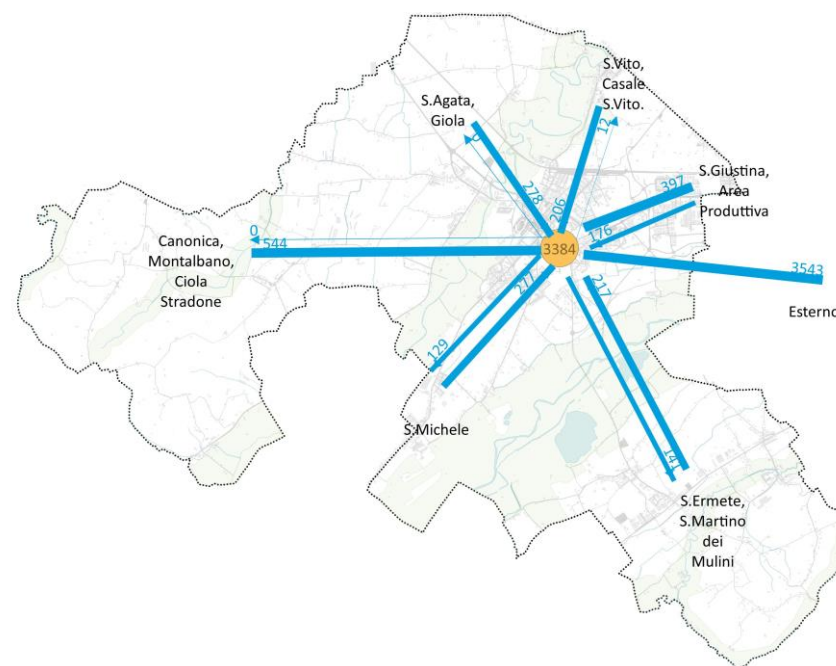 S.Vito,
Casale
S.Vito.
S.Agata,
Giola
12
278
206
397
S.Giustina,
Area
Produttiva
176
0
544
Canonica,
Montalbano,
Ciola
Stradone
3384
277
217
3543
Esterno
129
S.Michele
141
S.Ermete,
S.Martino
dei
Mulini